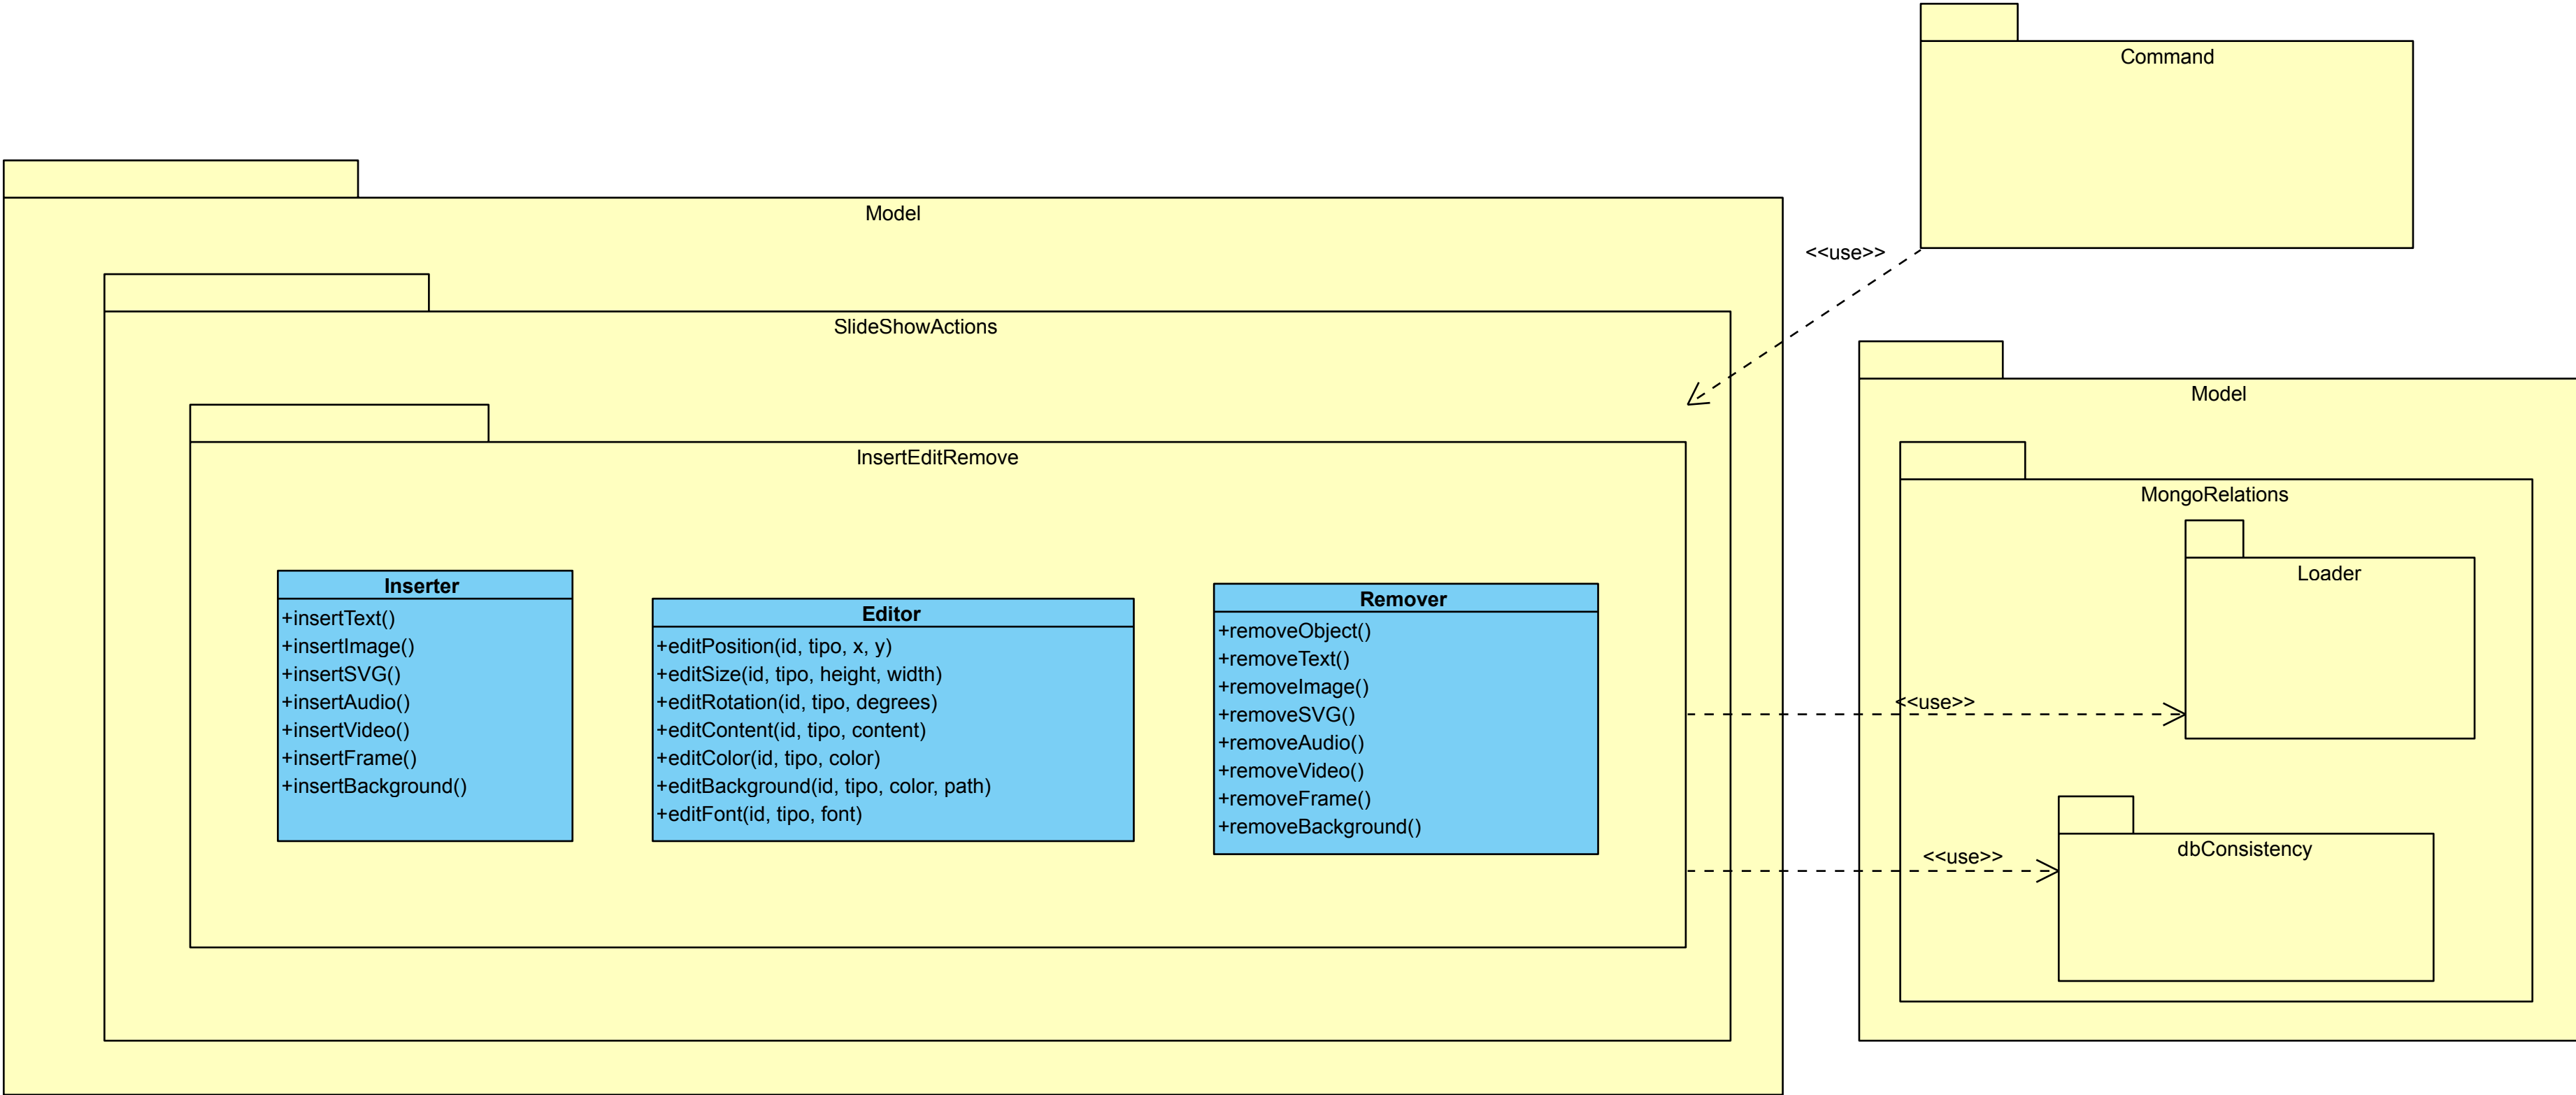 Command
Model
<<use>>
SlideShowActions
InsertEditRemove
Inserter
+insertText()
+insertImage()
+insertSVG()
+insertAudio()
+insertVideo()
+insertFrame()
+insertBackground()
Editor
+editPosition(id, tipo, x, y)
+editSize(id, tipo, height, width)
+editRotation(id, tipo, degrees)
+editContent(id, tipo, content)
+editColor(id, tipo, color)
+editBackground(id, tipo, color, path)
+editFont(id, tipo, font)
Remover
+removeObject()
+removeText()
+removeImage()
+removeSVG()
+removeAudio()
+removeVideo()
+removeFrame()
+removeBackground()
Model
MongoRelations
Loader
<<use>>
dbConsistency
<<use>>